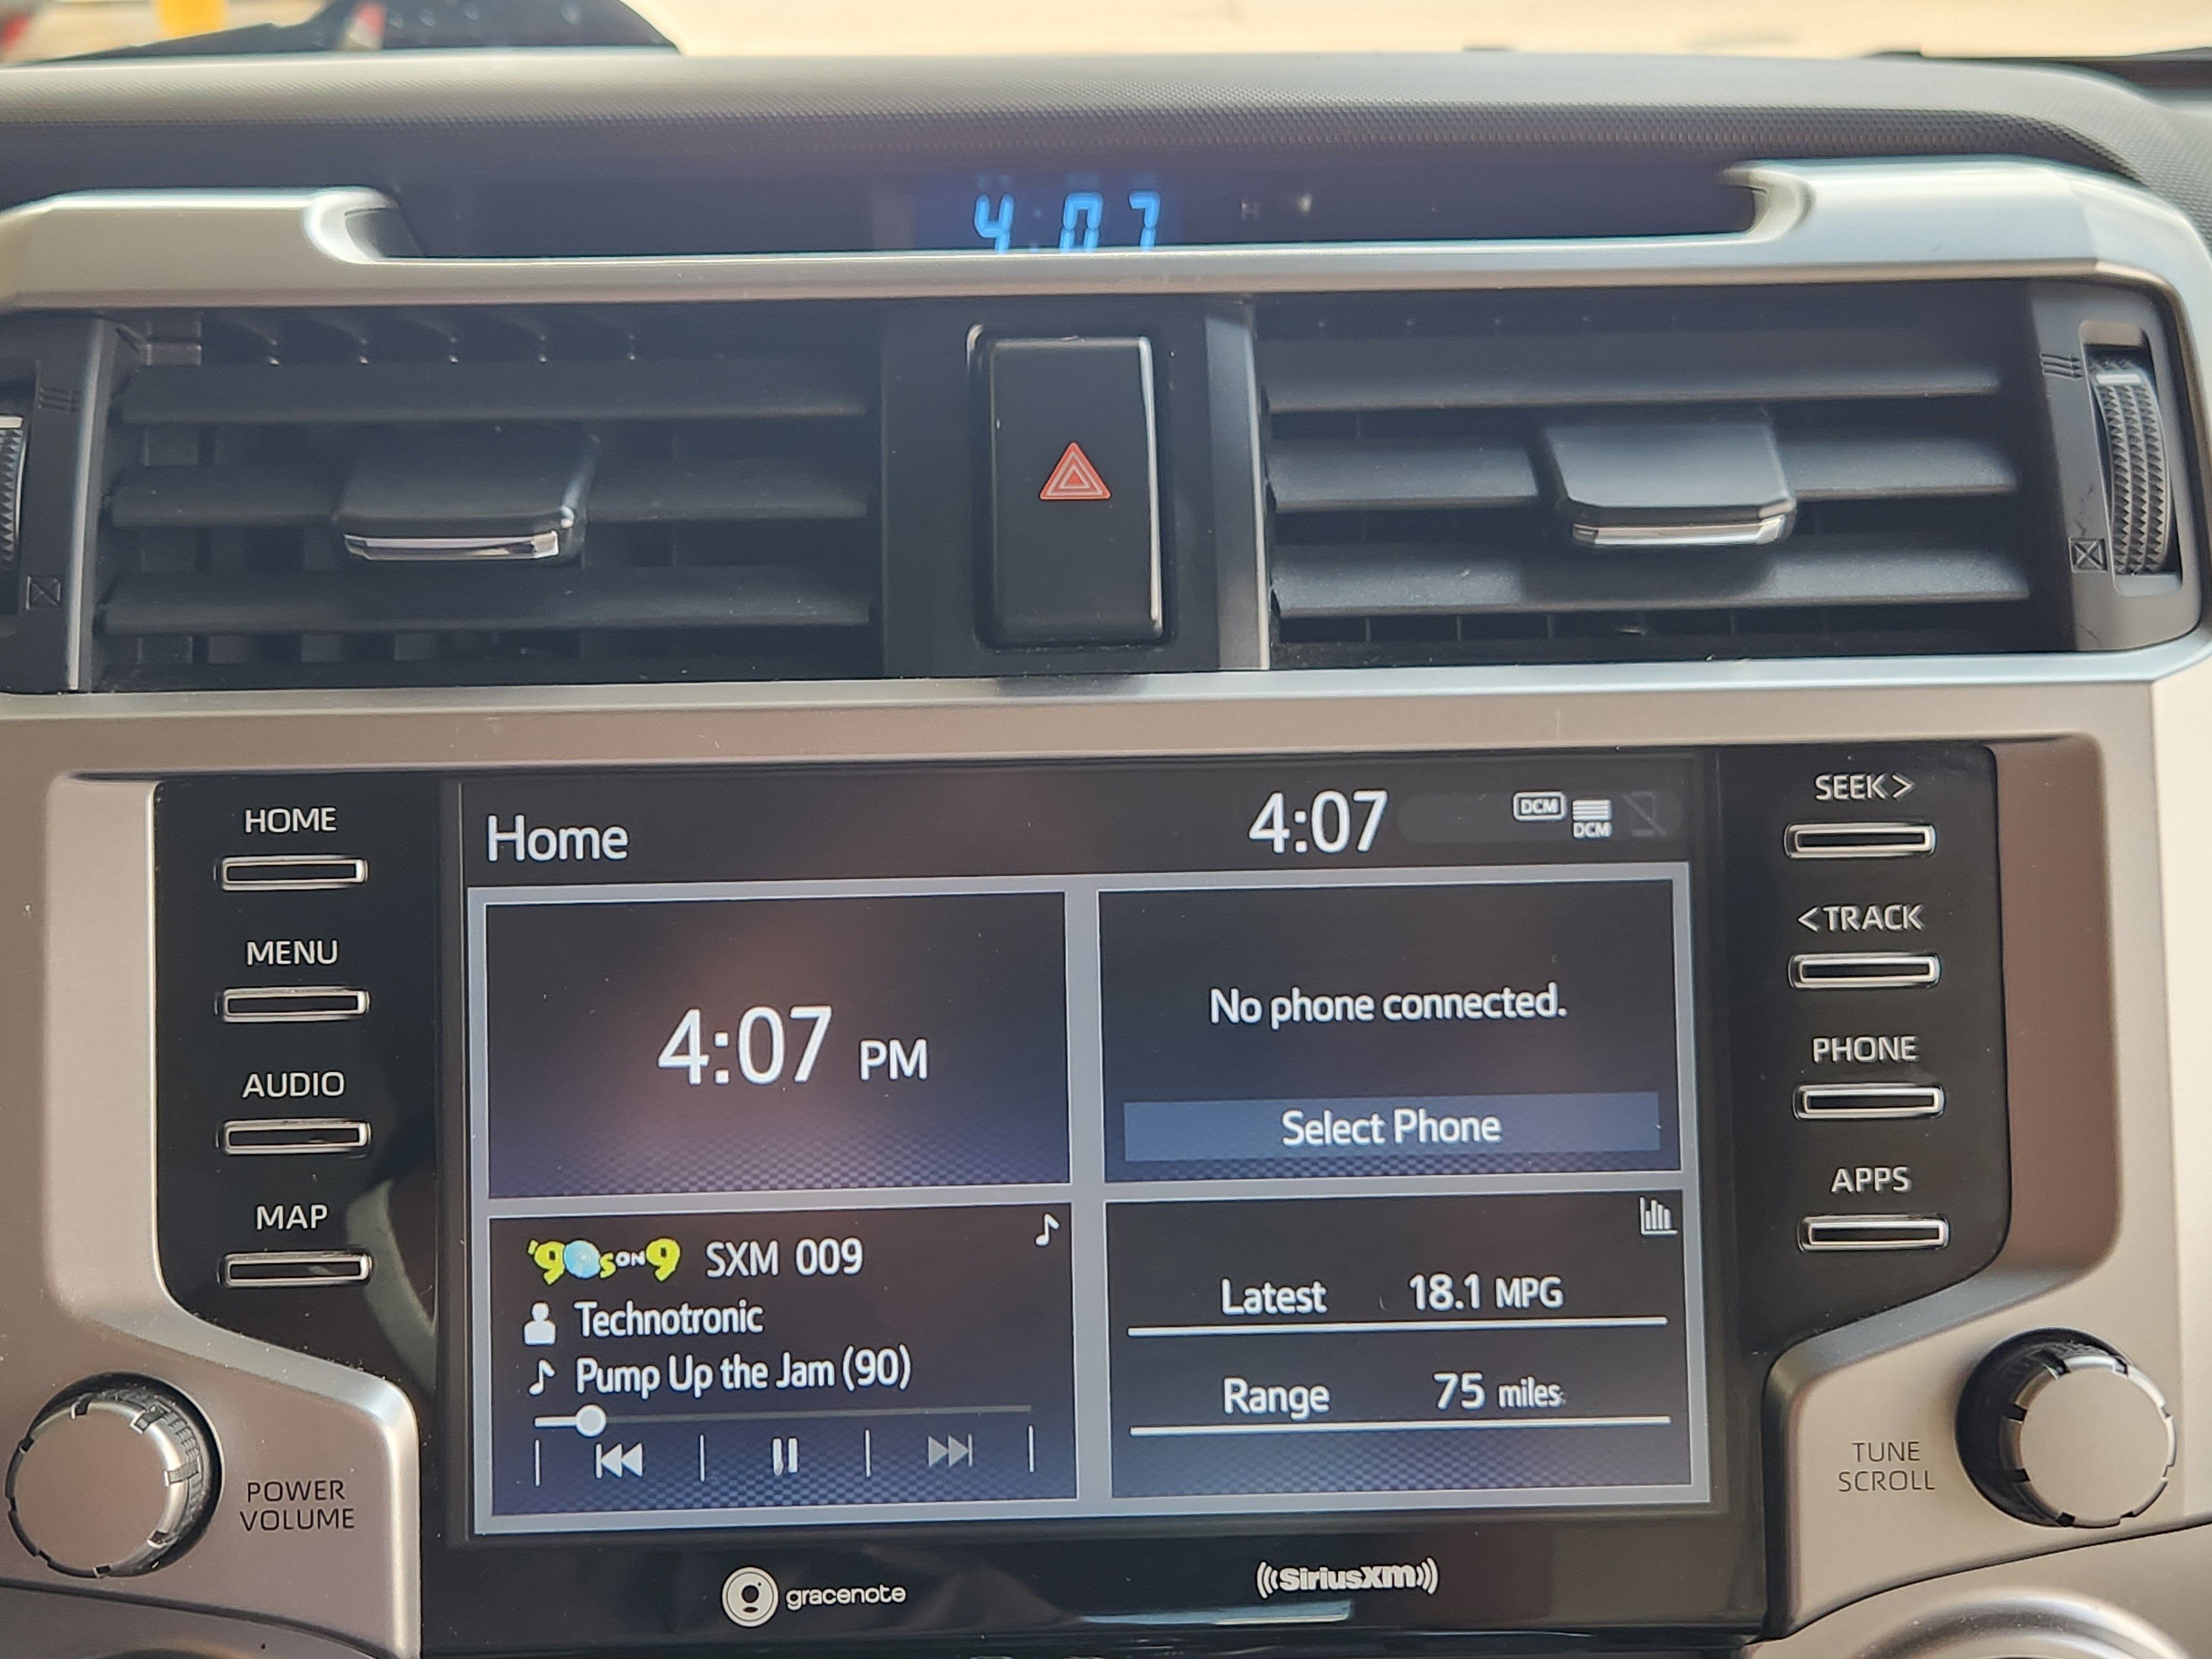 4:07
HOME
MENU
AUDIO
MAP
POWER
VOLUME
Home
4:07
DCM
DCM
4:07 PM
No phone connected.
Select Phone
'90s ON 9 SXM 009
Technotronic
Pump Up the Jam (90)
Latest 18.1 MPG
Range 75 miles
SEEK >
< TRACK
PHONE
APPS
TUNE
SCROLL
gracenote
((SiriusXM))